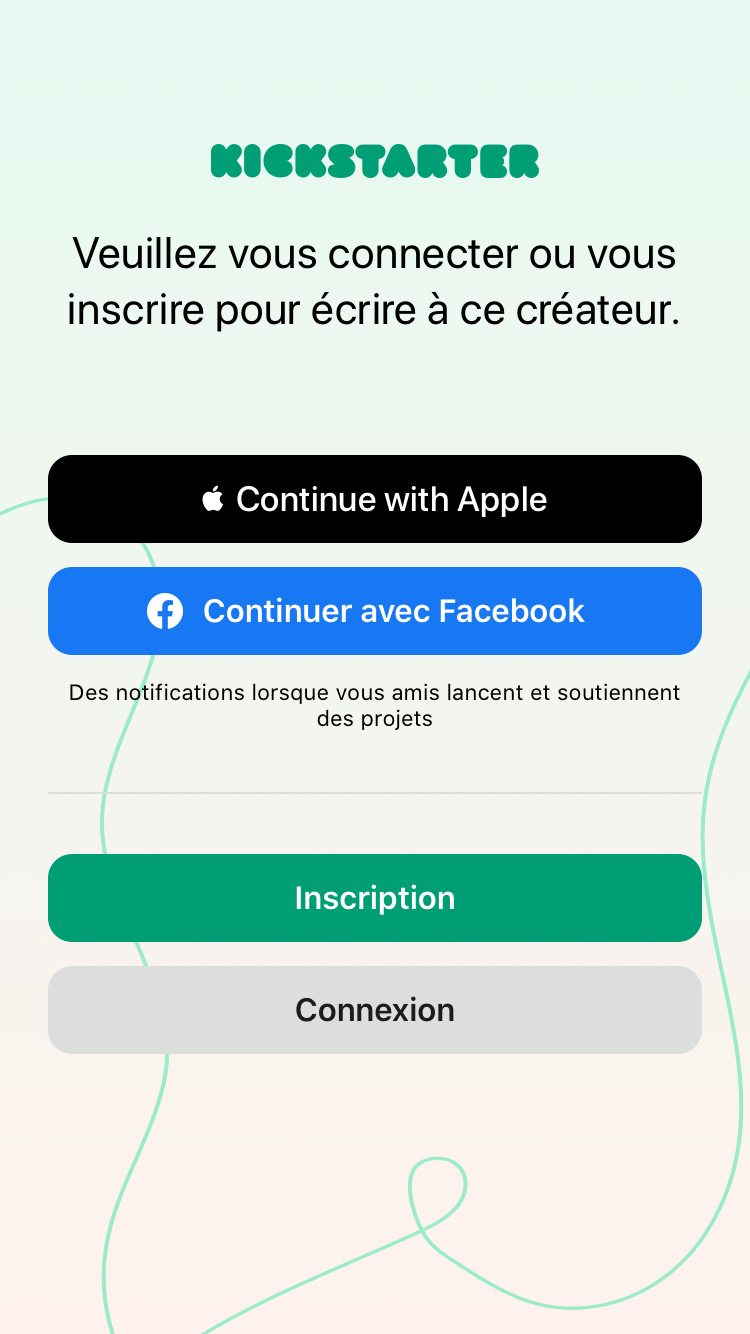 KICKSTARTER
Veuillez vous connecter ou vous
inscrire pour écrire à ce créateur.
Continue with Apple
Continuer avec Facebook
Des notifications lorsque vous amis lancent et soutiennent
des projets
Inscription
Connexion